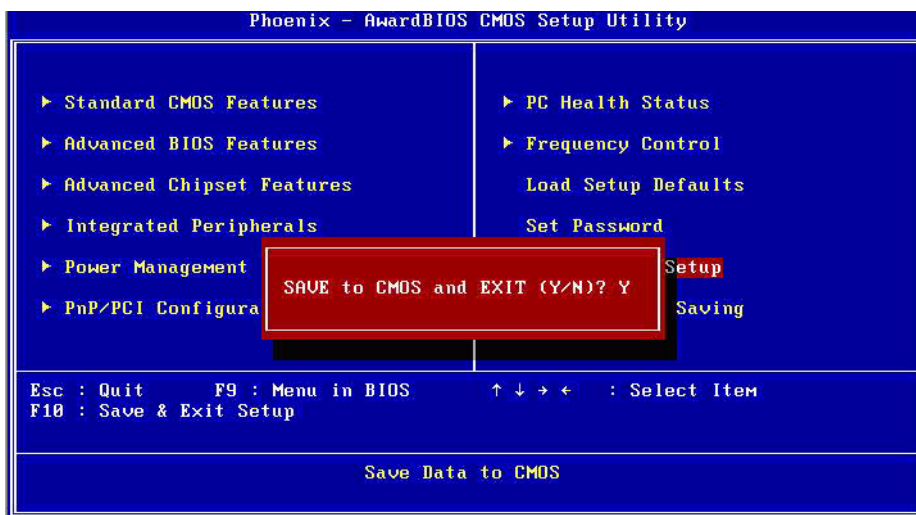 Phoenix - AwardBIOS CMOS Setup Utility
► Standard CMOS Features
► Advanced BIOS Features
► Advanced Chipset Features
► Integrated Peripherals
► Power Management
► PnP/PCI Configura
► PC Health Status
► Frequency Control
Load Setup Defaults
Set Password
Setup
Saving
SAVE to CMOS and EXIT (Y/N)? Y
Esc : Quit F9 : Menu in BIOS ↑ ↓ → ← : Select Item
F10 : Save & Exit Setup
Save Data to CMOS